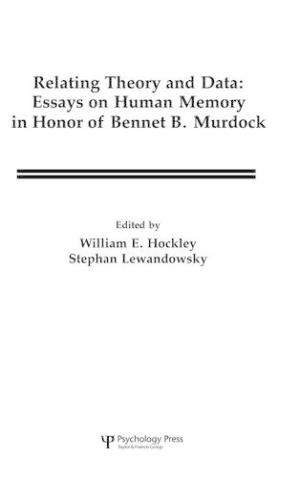 Relating Theory and Data:
Essays on Human Memory
in Honor of Bennet B. Murdock
Edited by
William E. Hockley
Stephan Lewandowsky
Psychology Press
Taylor & Francis Group